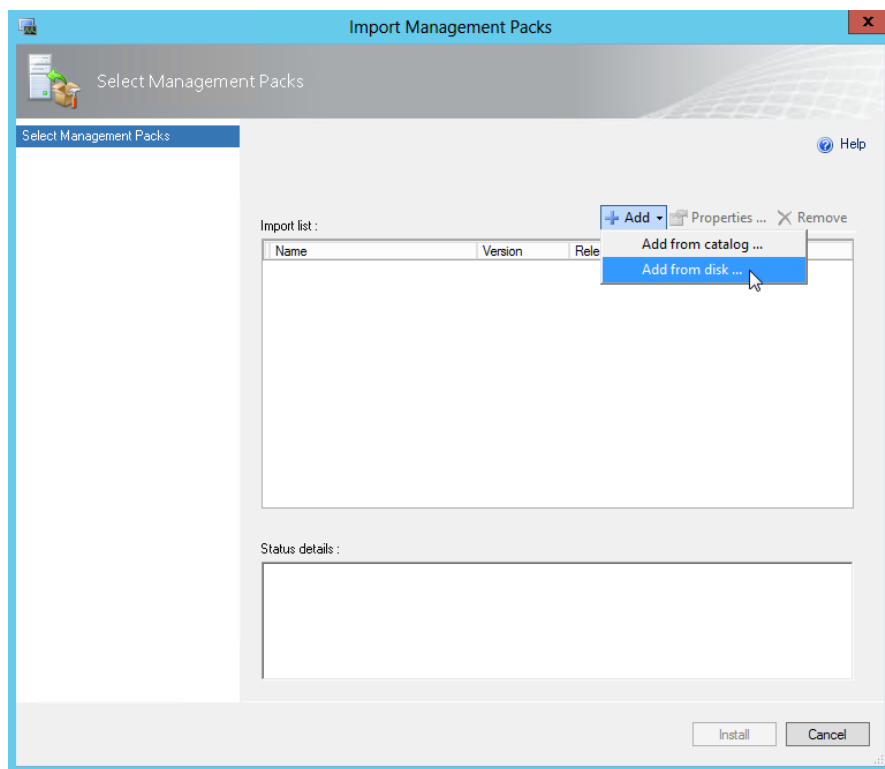 Import Management Packs
x
Select Management Packs
Select Management Packs
Help
Import list :
Add
Properties ...
Remove
Name
Version
Rele
Add from catalog ...
Add from disk ...
Status details :
Install
Cancel